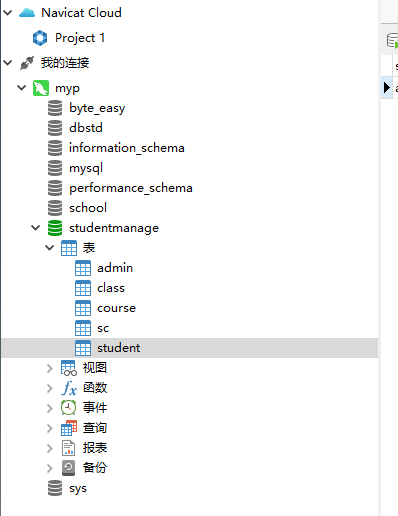 Navicat Cloud
Project 1
我的连接
myp
byte_easy
dbstd
information_schema
mysql
performance_schema
school
studentmanage
表
admin
class
course
sc
student
视图
函数
事件
查询
报表
备份
sys